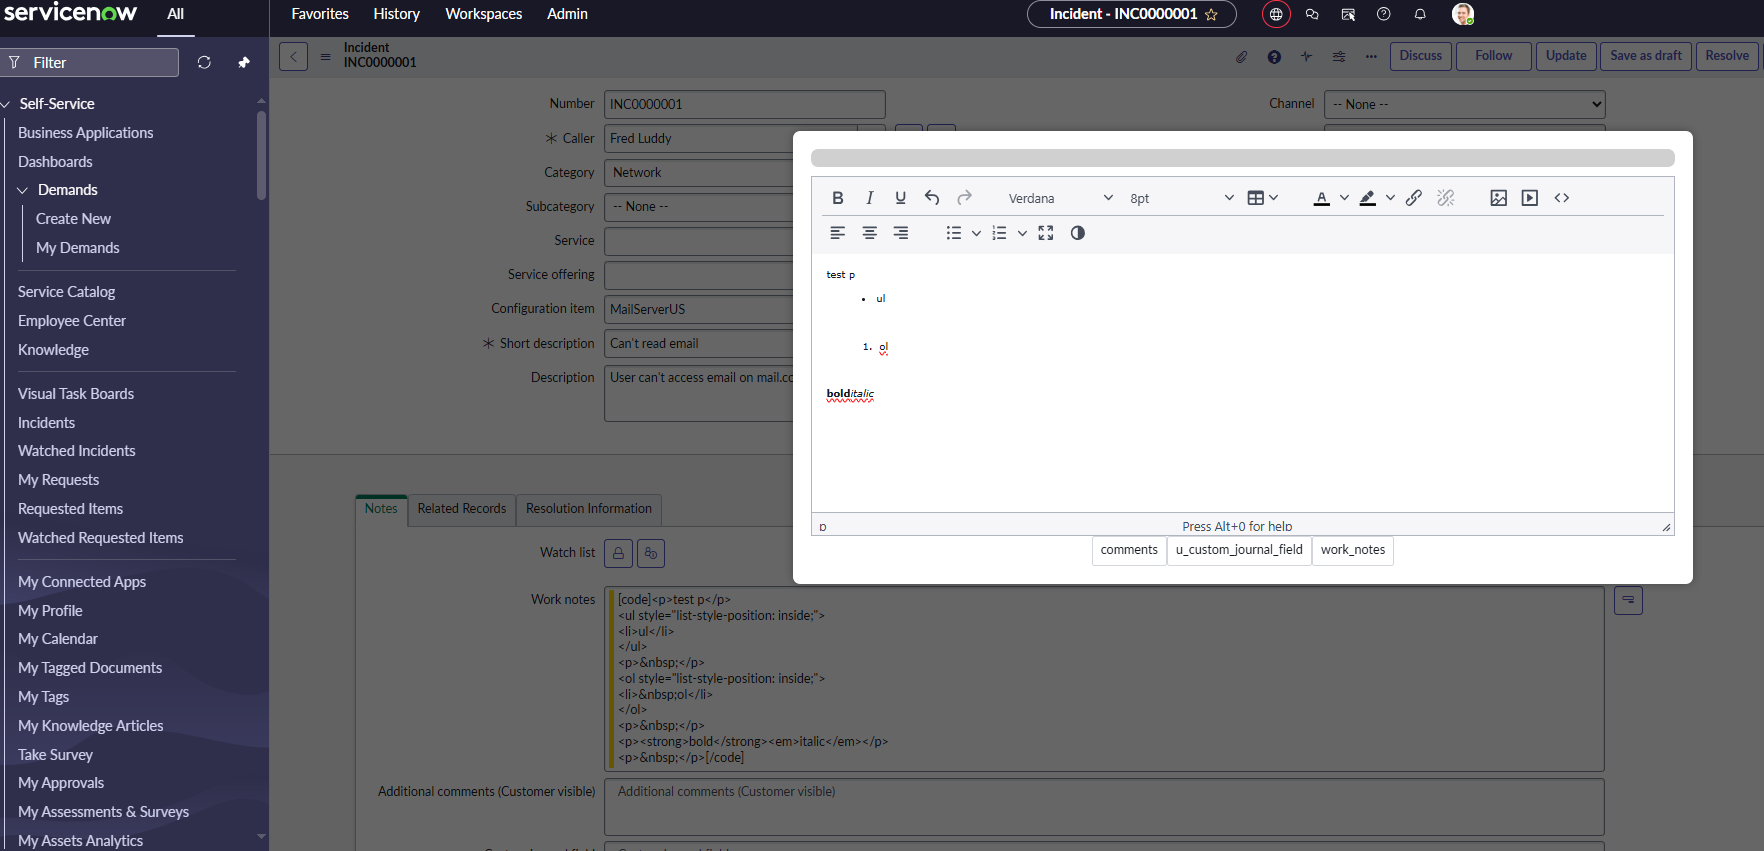 servicenow
All
Favorites
History
Workspaces
Admin
Incident - INC0000001
Filter
Incident
INC0000001
Discuss
Follow
Update
Save as draft
Resolve
Self-Service
Business Applications
Dashboards
Demands
Create New
My Demands
Service Catalog
Employee Center
Knowledge
Visual Task Boards
Incidents
Watched Incidents
My Requests
Requested Items
Watched Requested Items
My Connected Apps
My Profile
My Calendar
My Tagged Documents
My Tags
My Knowledge Articles
Take Survey
My Approvals
My Assessments & Surveys
My Assets Analytics
Number INC0000001
Channel -- None --
Caller Fred Luddy
Category Network
Subcategory -- None --
Service
Service offering
Configuration item MailServerUS
Short description Can't read email
Description User can't access email on mail.co
B I U Verdana 8pt A
test p
• ul
1. ol
bolditalic
p Press Alt+0 for help
comments u_custom_journal_field work_notes
Notes Related Records Resolution Information
Watch list
Work notes
[code]<p>test p</p>
<ul style="list-style-position: inside;">
<li>ul</li>
</ul>
<p>&nbsp;</p>
<ol style="list-style-position: inside;">
<li>&nbsp;ol</li>
</ol>
<p>&nbsp;</p>
<p><strong>bold</strong><em>italic</em></p>
<p>&nbsp;</p>[/code]
Additional comments (Customer visible) Additional comments (Customer visible)